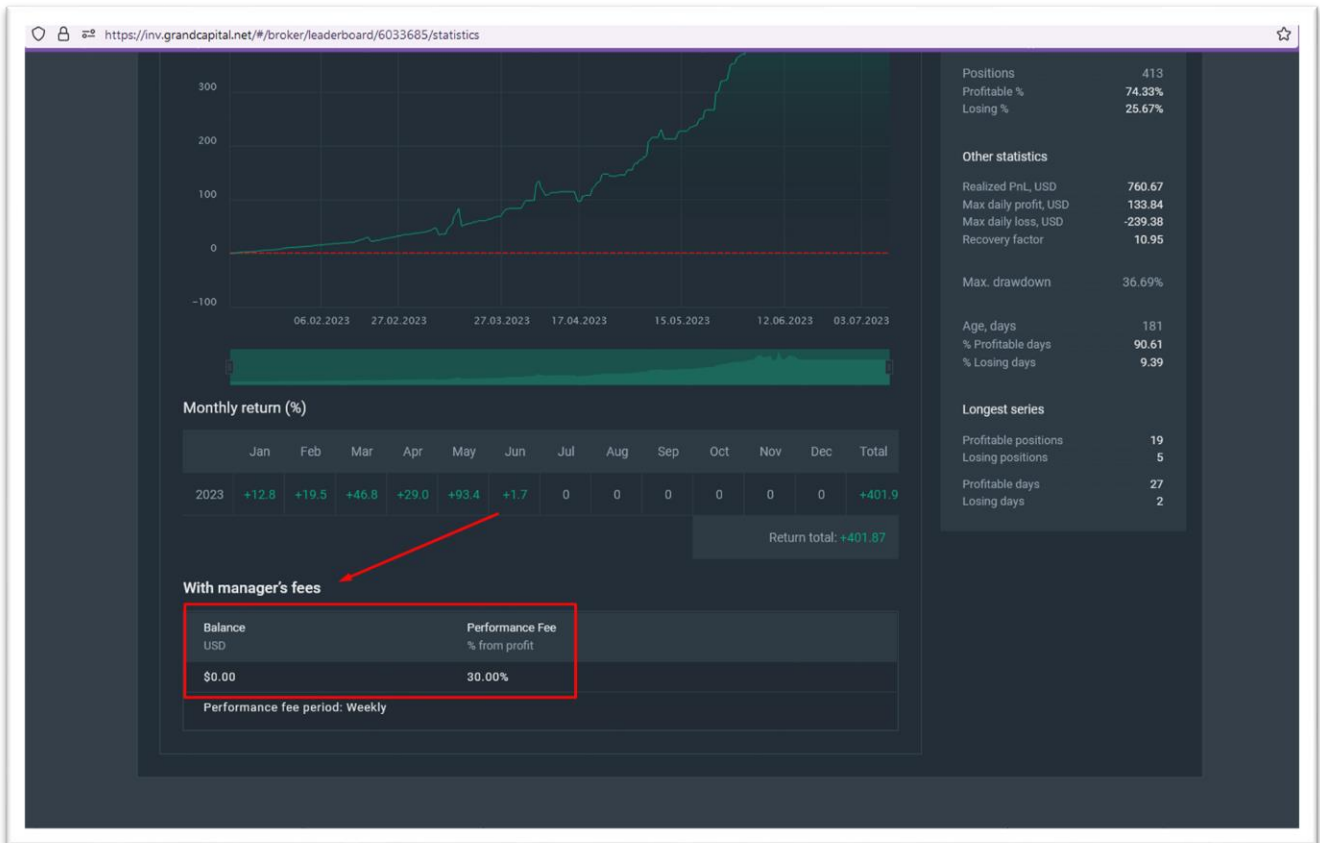 https://inv.grandcapital.net/#/broker/leaderboard/6033685/statistics
300
200
100
0
−100
06.02.2023 27.02.2023 27.03.2023 17.04.2023 15.05.2023 12.06.2023 03.07.2023
Monthly return (%)
Jan Feb Mar Apr May Jun Jul Aug Sep Oct Nov Dec Total
2023 +12.8 +19.5 +46.8 +29.0 +93.4 +1.7 0 0 0 0 0 0 +401.9
Return total: +401.87
With manager's fees
Balance Performance Fee
USD % from profit
$0.00 30.00%
Performance fee period: Weekly
Positions 413
Profitable % 74.33%
Losing % 25.67%
Other statistics
Realized PnL, USD 760.67
Max daily profit, USD 133.84
Max daily loss, USD -239.38
Recovery factor 10.95
Max. drawdown 36.69%
Age, days 181
% Profitable days 90.61
% Losing days 9.39
Longest series
Profitable positions 19
Losing positions 5
Profitable days 27
Losing days 2